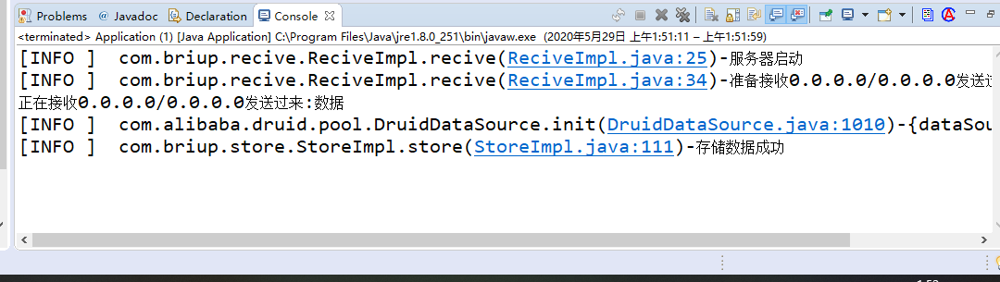 Problems @ Javadoc Declaration Console
<terminated> Application (1) [Java Application] C:\Program Files\Java\jre1.8.0_251\bin\javaw.exe (2020年5月29日 上午1:51:11 – 上午1:51:59)
[INFO ] com.briup.recive.ReciveImpl.recive(ReciveImpl.java:25)-服务器启动
[INFO ] com.briup.recive.ReciveImpl.recive(ReciveImpl.java:34)-准备接收0.0.0.0/0.0.0.0发送
正在接收0.0.0.0/0.0.0.0发送过来:数据
[INFO ] com.alibaba.druid.pool.DruidDataSource.init(DruidDataSource.java:1010)-{dataSou
[INFO ] com.briup.store.StoreImpl.store(StoreImpl.java:111)-存储数据成功